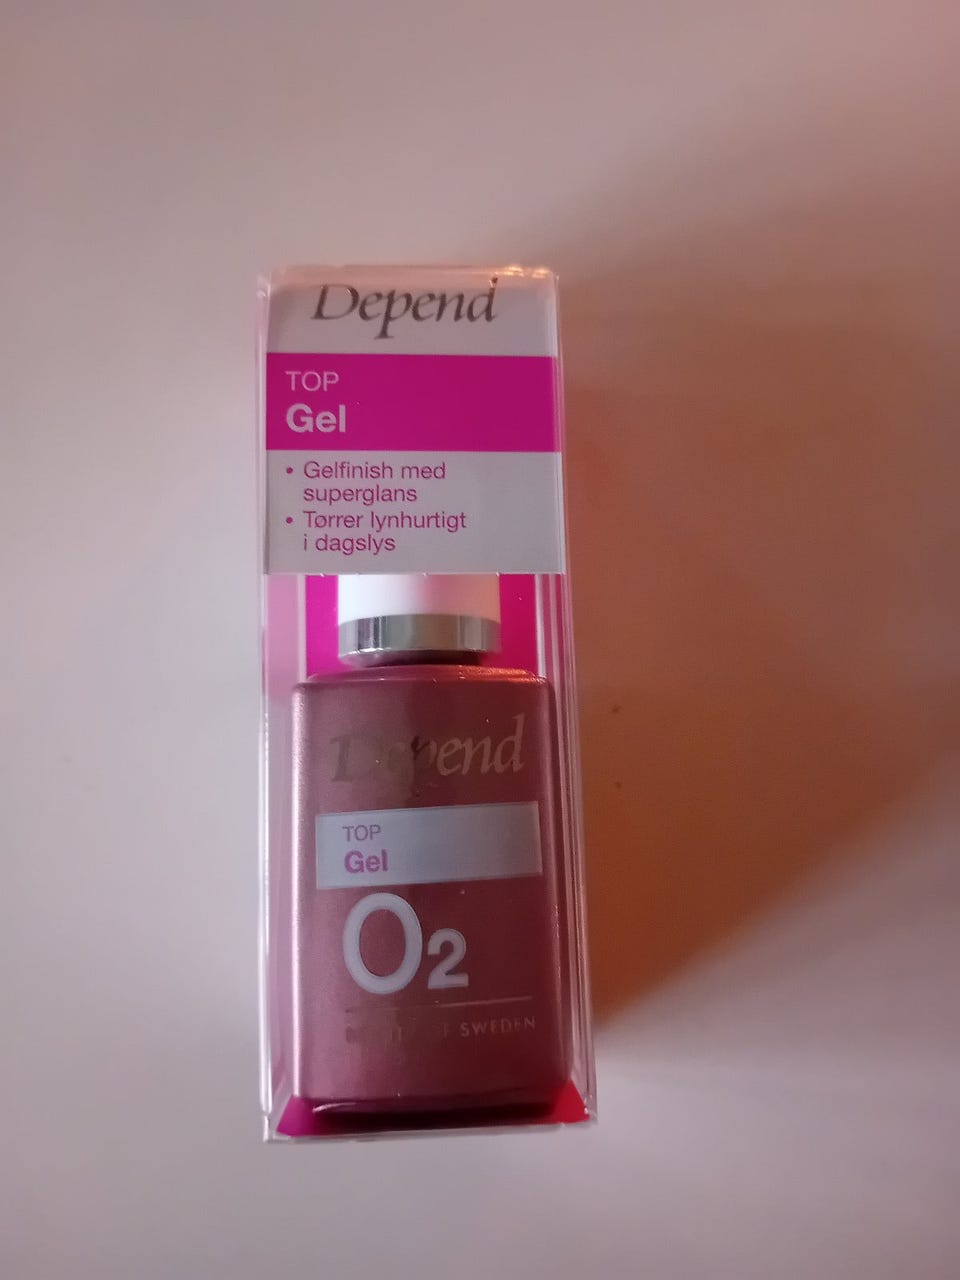 Depend
TOP
Gel
• Gelfinish med
superglans
• Tørrer lynhurtigt
i dagslys
Depend
TOP
Gel
O2
SWEDEN